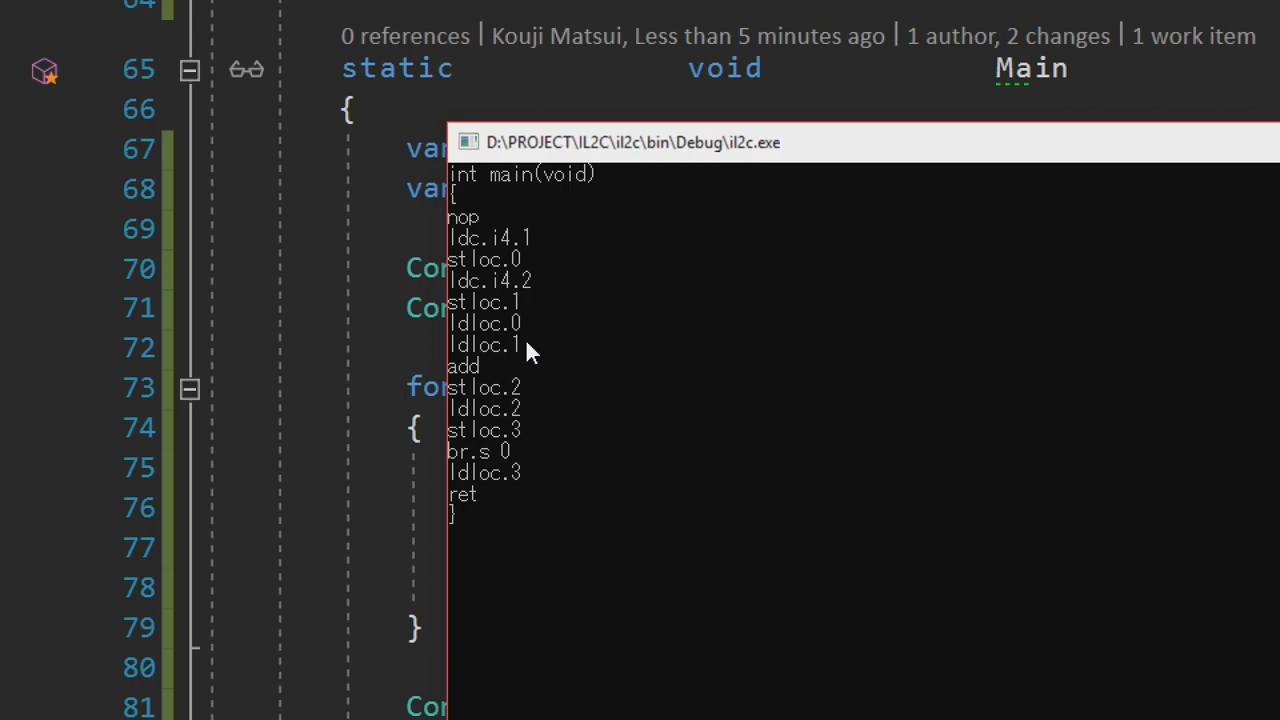 64
0 references | Kouji Matsui, Less than 5 minutes ago | 1 author, 2 changes | 1 work item
65 static void Main
66 {
67 var
68 var
69
70 Con
71 Con
72
73 for
74 {
75
76
77
78
79 }
80
81 Con
D:\PROJECT\IL2C\il2c\bin\Debug\il2c.exe
int main(void)
{
nop
ldc.i4.1
stloc.0
ldc.i4.2
stloc.1
ldloc.0
ldloc.1
add
stloc.2
ldloc.2
stloc.3
br.s 0
ldloc.3
ret
}